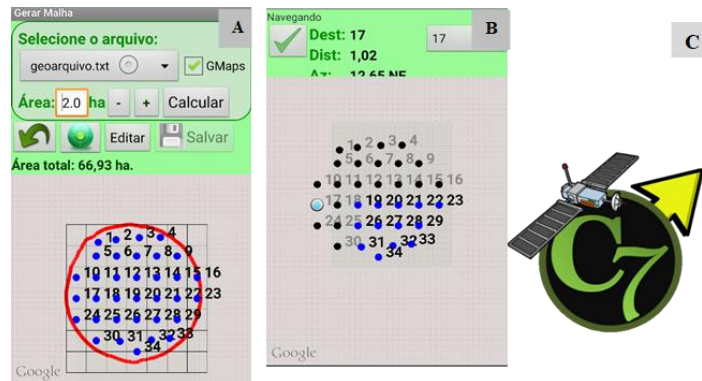 Gerar Malha
A
Selecione o arquivo:
geoarquivo.txt
GMaps
Área: 2.0 ha - + Calcular
Editar Salvar
Área total: 66,93 ha.
1 2 3 4
5 6 7 8 9
10 11 12 13 14 15 16
17 18 19 20 21 22 23
24 25 26 27 28 29
30 31 32 33
34
Google
Navegando
B
Dest: 17
17
Dist: 1,02
Az: 12,65 NE
1 2 3 4
5 6 7 8 9
10 11 12 13 14 15 16
17 18 19 20 21 22 23
24 25 26 27 28 29
30 31 32 33
34
Google
C
C7